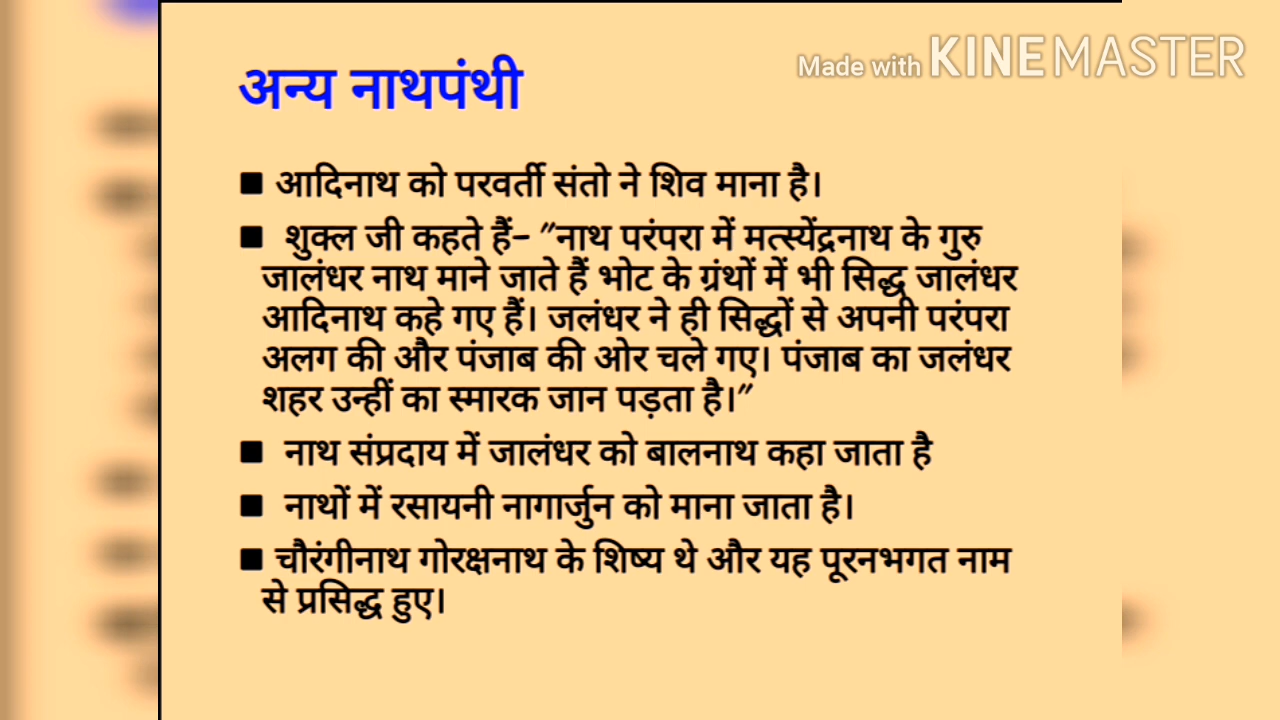 Made with KINEMASTER
अन्य नाथपंथी
■ आदिनाथ को परवर्ती संतो ने शिव माना है।
■ शुक्ल जी कहते हैं- "नाथ परंपरा में मत्स्येंद्रनाथ के गुरु
जालंधर नाथ माने जाते हैं भोट के ग्रंथों में भी सिद्ध जालंधर
आदिनाथ कहे गए हैं। जलंधर ने ही सिद्धों से अपनी परंपरा
अलग की और पंजाब की ओर चले गए। पंजाब का जलंधर
शहर उन्हीं का स्मारक जान पड़ता है।"
■ नाथ संप्रदाय में जालंधर को बालनाथ कहा जाता है
■ नाथों में रसायनी नागार्जुन को माना जाता है।
■ चौरंगीनाथ गोरक्षनाथ के शिष्य थे और यह पूरनभगत नाम
से प्रसिद्ध हुए।